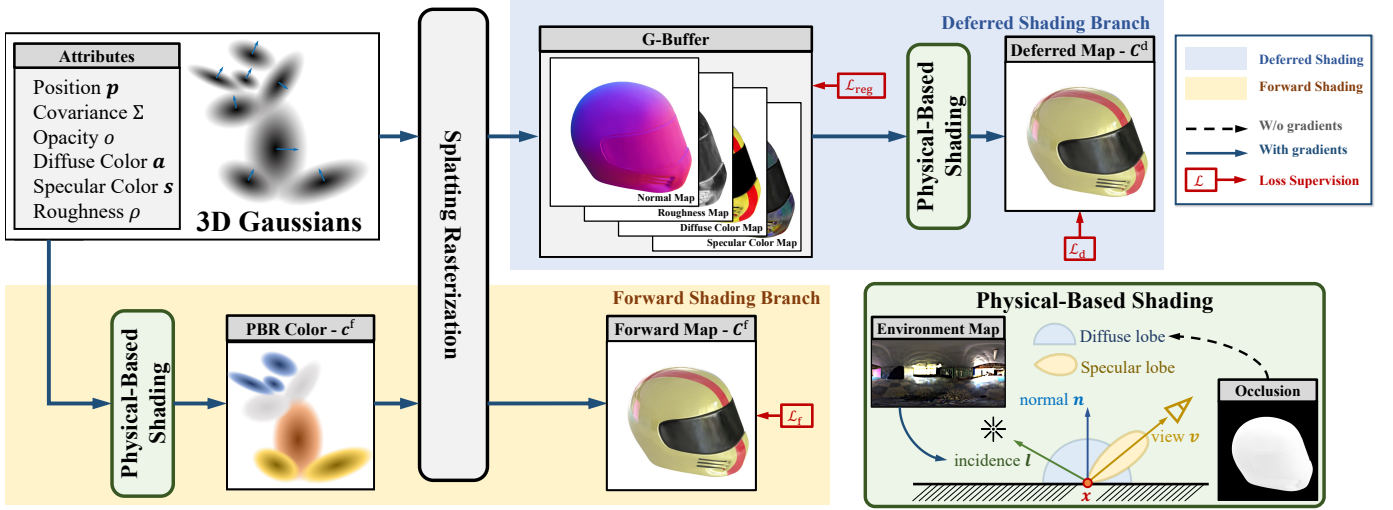 Attributes
Position p
Covariance Σ
Opacity o
Diffuse Color a
Specular Color s
Roughness ρ
3D Gaussians
Splatting Rasterization
Deferred Shading Branch
G-Buffer
Normal Map
Roughness Map
Diffuse Color Map
Specular Color Map
ℒreg
Physical-Based
Shading
Deferred Map - Cᵈ
ℒd
Deferred Shading
Forward Shading
W/o gradients
With gradients
ℒ
Loss Supervision
Forward Shading Branch
Physical-Based
Shading
PBR Color - cᶠ
Forward Map - Cᶠ
ℒf
Physical-Based Shading
Environment Map
Diffuse lobe
Specular lobe
Occlusion
normal n
view v
incidence l
x